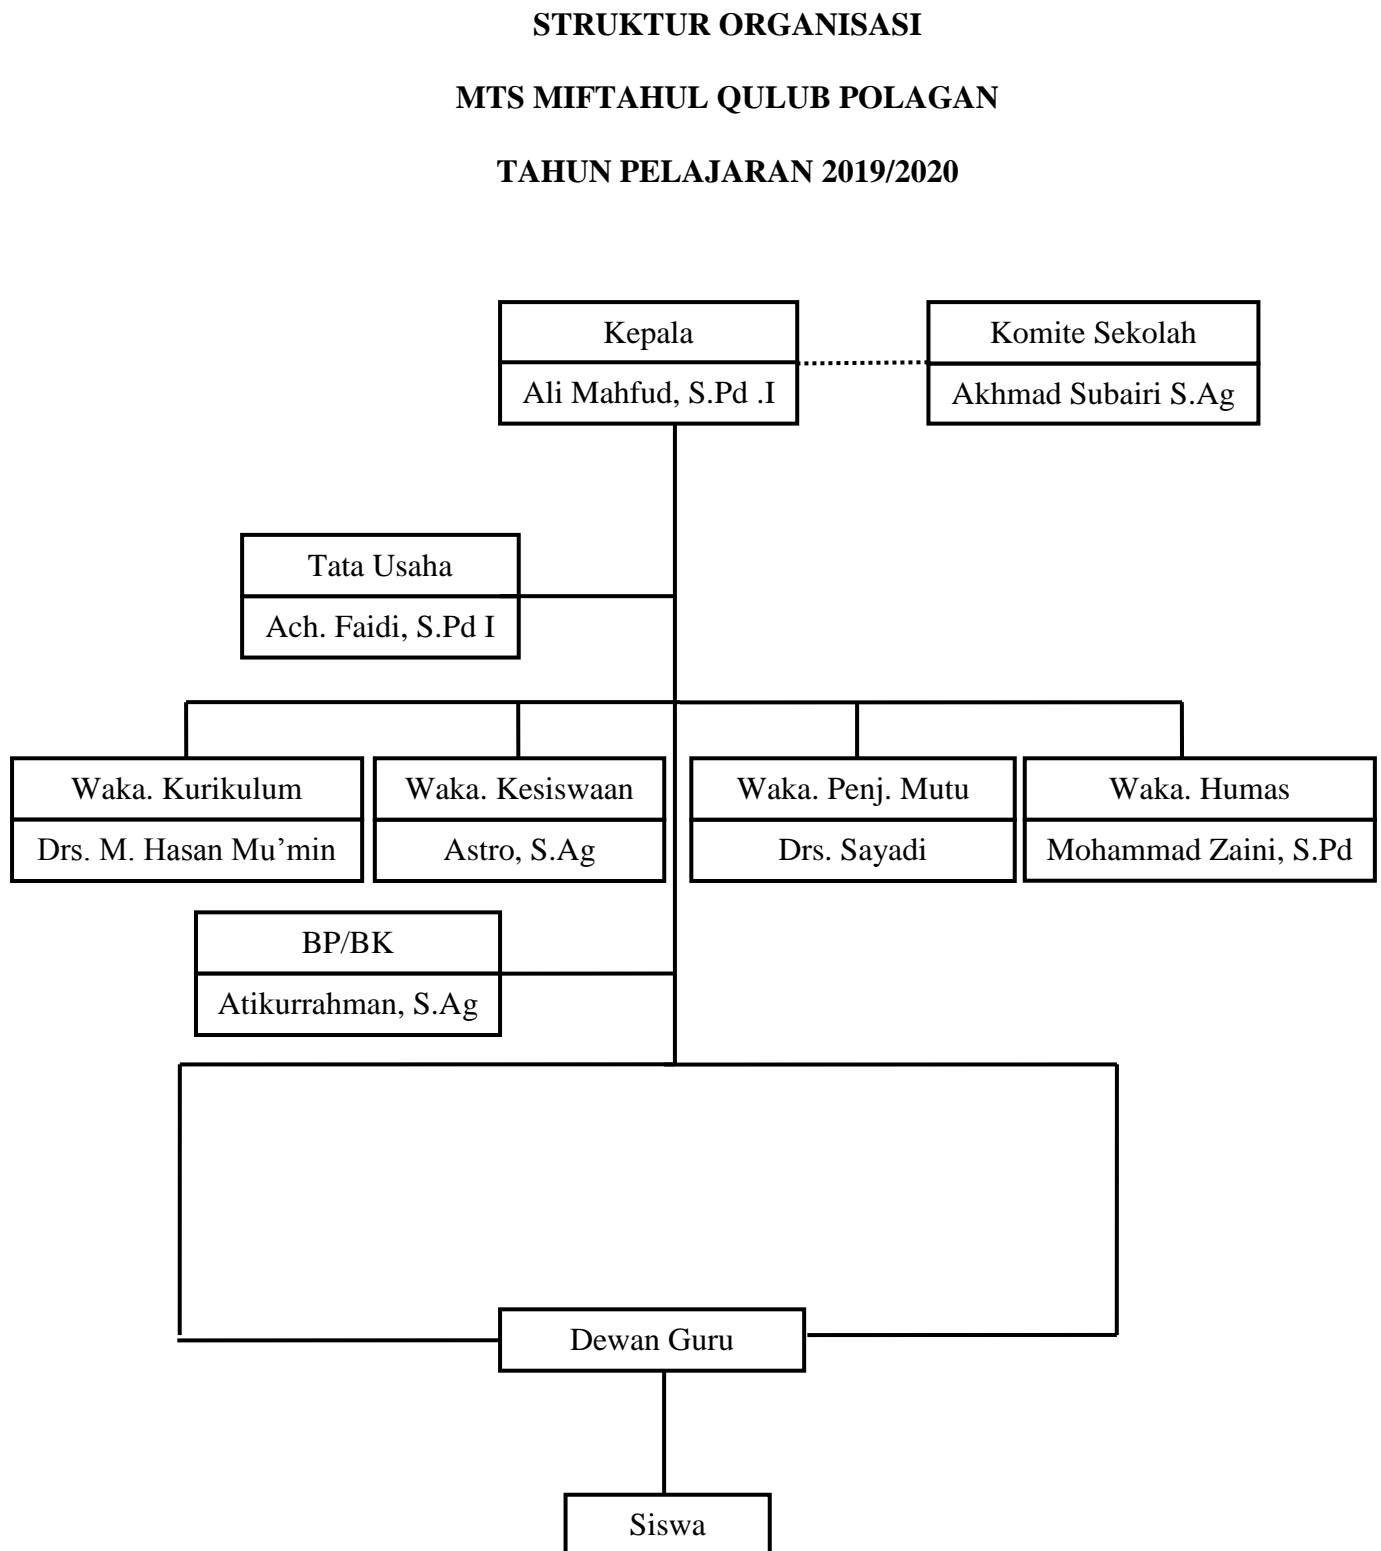 STRUKTUR ORGANISASI
MTS MIFTAHUL QULUB POLAGAN
TAHUN PELAJARAN 2019/2020
Kepala
Ali Mahfud, S.Pd .I
Komite Sekolah
Akhmad Subairi S.Ag
Tata Usaha
Ach. Faidi, S.Pd I
Waka. Kurikulum
Drs. M. Hasan Mu’min
Waka. Kesiswaan
Astro, S.Ag
Waka. Penj. Mutu
Drs. Sayadi
Waka. Humas
Mohammad Zaini, S.Pd
BP/BK
Atikurrahman, S.Ag
Dewan Guru
Siswa